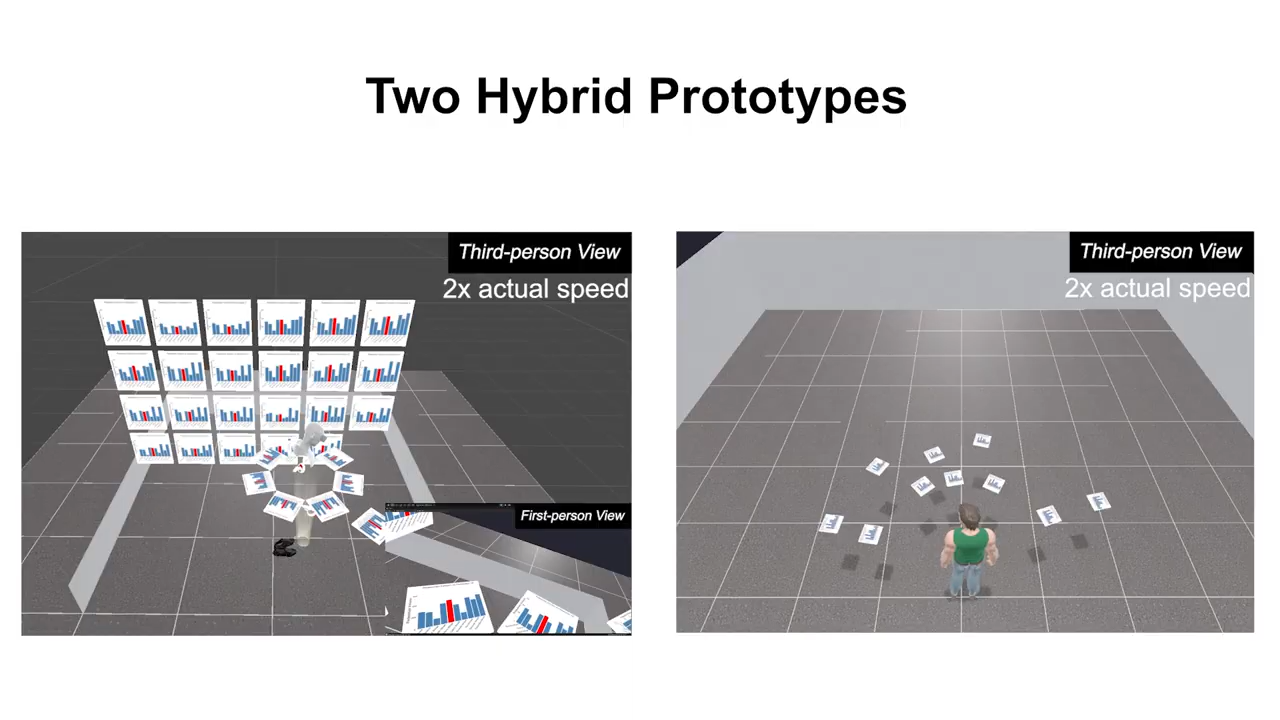 Two Hybrid Prototypes
Third-person View
2x actual speed
First-person View
Third-person View
2x actual speed